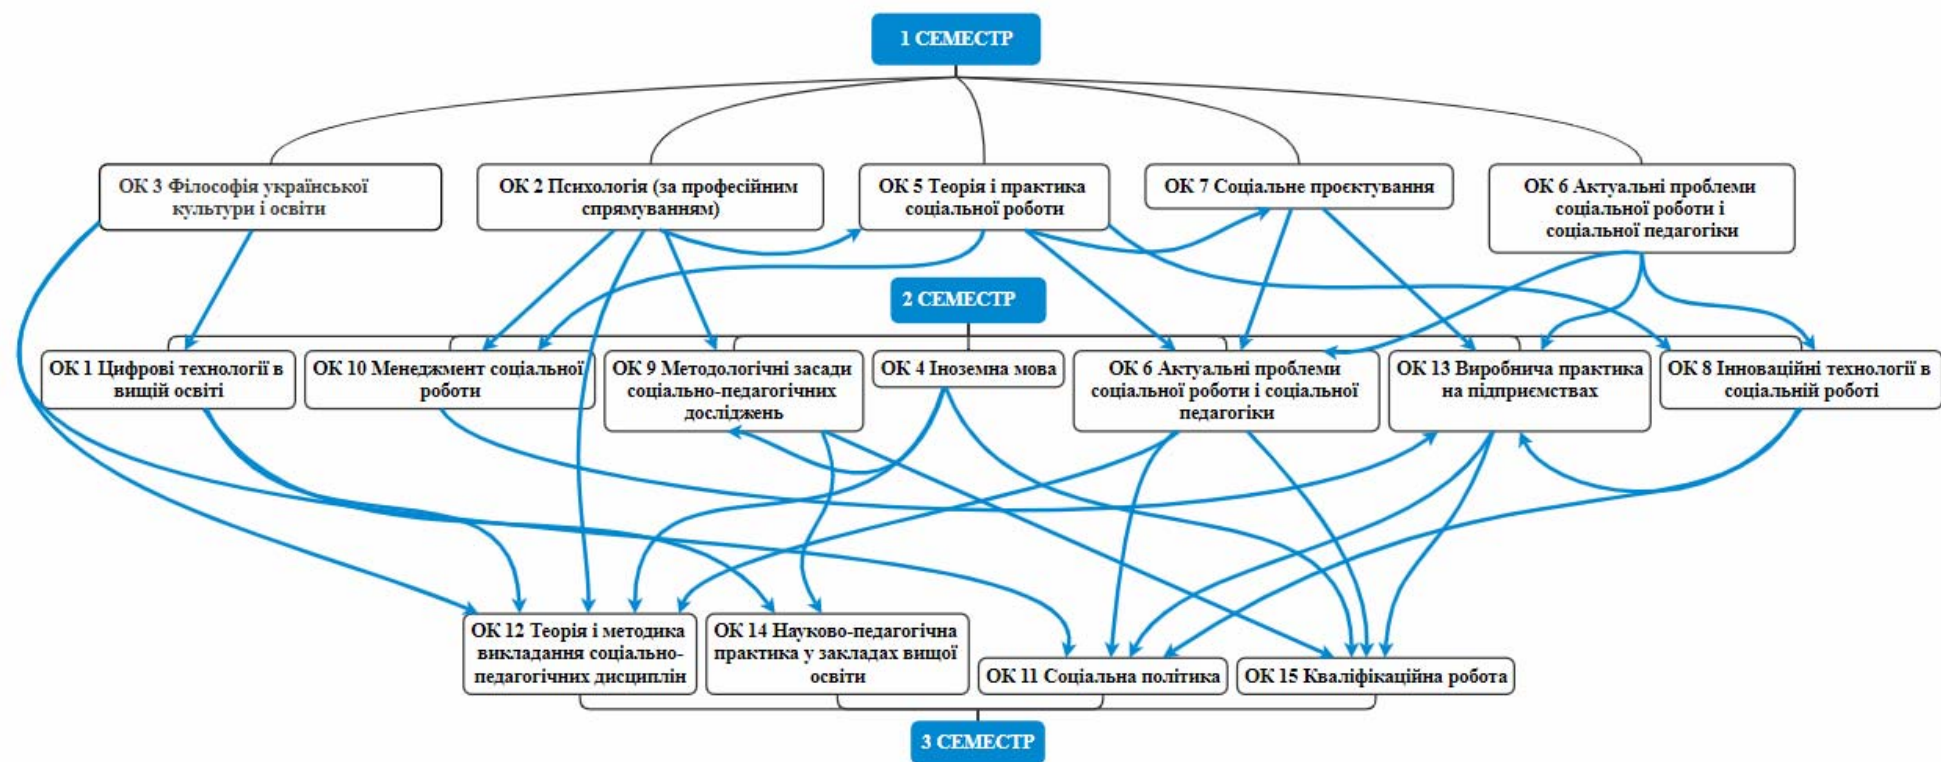 1 СЕМЕСТР
ОК 3 Філософія української
культури і освіти
ОК 2 Психологія (за професійним
спрямуванням)
ОК 5 Теорія і практика
соціальної роботи
ОК 7 Соціальне проєктування
ОК 6 Актуальні проблеми
соціальної роботи і
соціальної педагогіки
2 СЕМЕСТР
ОК 1 Цифрові технології в
вищій освіті
ОК 10 Менеджмент соціальної
роботи
ОК 9 Методологічні засади
соціально-педагогічних
досліджень
ОК 4 Іноземна мова
ОК 6 Актуальні проблеми
соціальної роботи і соціальної
педагогіки
ОК 13 Виробнича практика
на підприємствах
ОК 8 Інноваційні технології в
соціальній роботі
ОК 12 Теорія і методика
викладання соціально-
педагогічних дисциплін
ОК 14 Науково-педагогічна
практика у закладах вищої
освіти
ОК 11 Соціальна політика
ОК 15 Кваліфікаційна робота
3 СЕМЕСТР